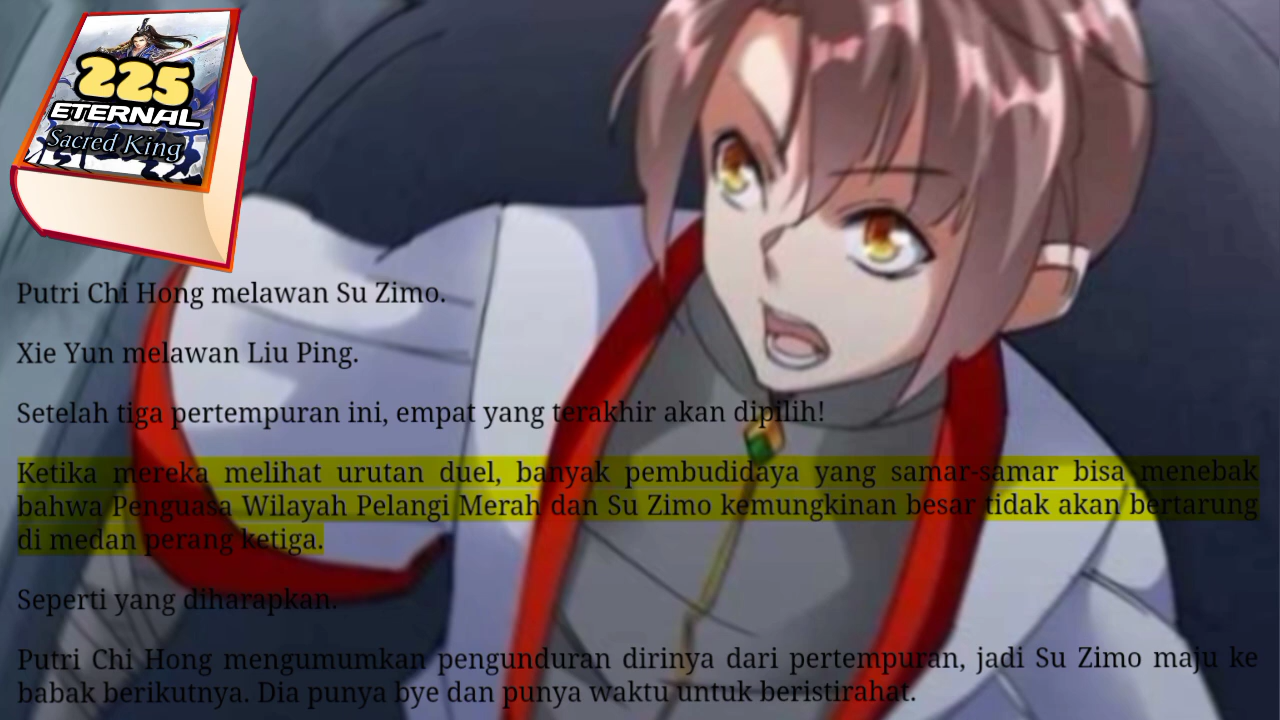 225
ETERNAL
Sacred King
Putri Chi Hong melawan Su Zimo.
Xie Yun melawan Liu Ping.
Setelah tiga pertempuran ini, empat yang terakhir akan dipilih!
Ketika mereka melihat urutan duel, banyak pembudidaya yang samar-samar bisa menebak
bahwa Penguasa Wilayah Pelangi Merah dan Su Zimo kemungkinan besar tidak akan bertarung
di medan perang ketiga.
Seperti yang diharapkan.
Putri Chi Hong mengumumkan pengunduran dirinya dari pertempuran, jadi Su Zimo maju ke
babak berikutnya. Dia punya bye dan punya waktu untuk beristirahat.